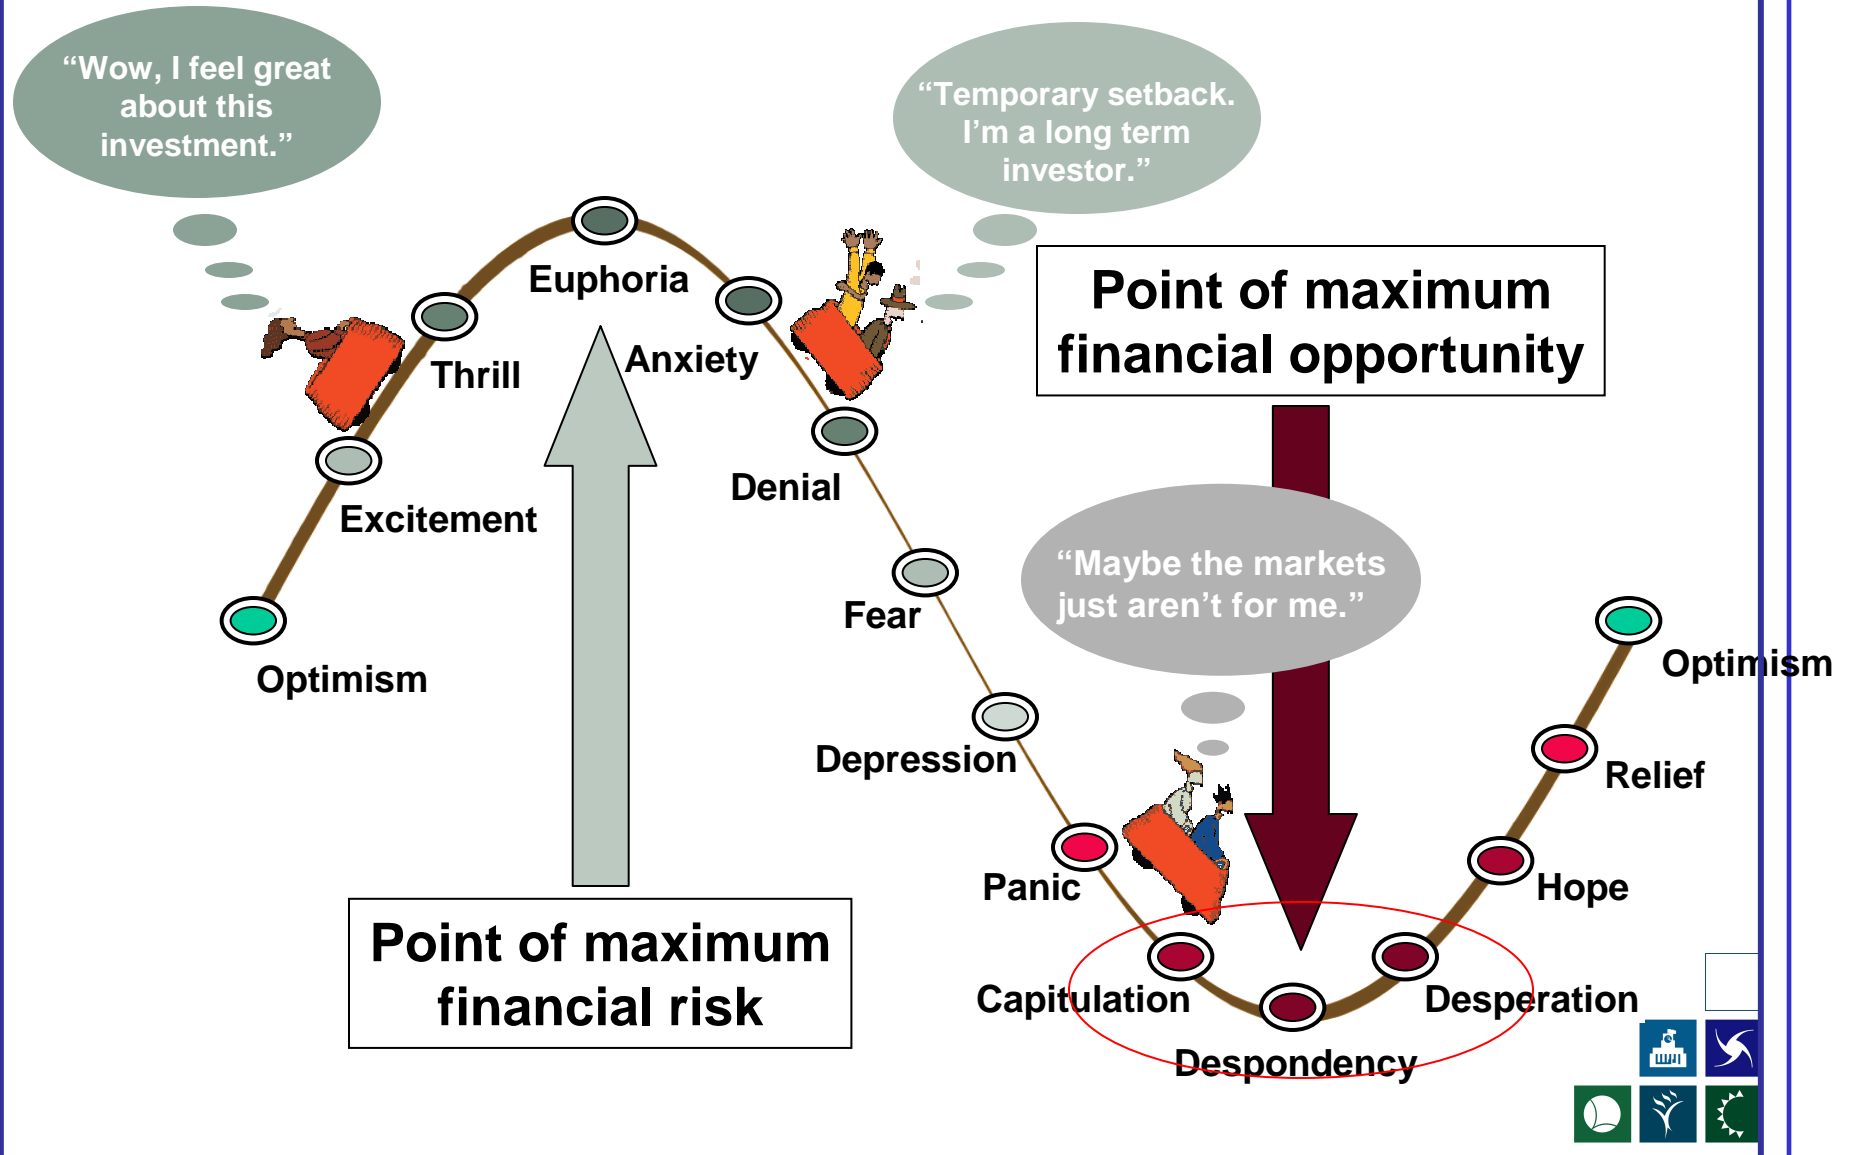 “Wow, I feel great
about this
investment.”
“Temporary setback.
I’m a long term
investor.”
Euphoria
Point of maximum
financial opportunity
Thrill
Anxiety
Denial
Excitement
“Maybe the markets
just aren’t for me.”
Fear
Optimism
Optimism
Depression
Relief
Panic
Hope
Point of maximum
financial risk
Capitulation
Desperation
Despondency